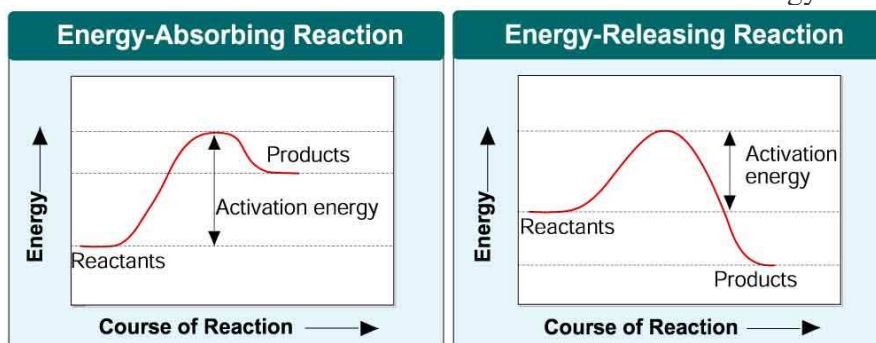 Energy-Absorbing Reaction
Energy
Products
Activation energy
Reactants
Course of Reaction
Energy-Releasing Reaction
Energy
Activation
energy
Reactants
Products
Course of Reaction